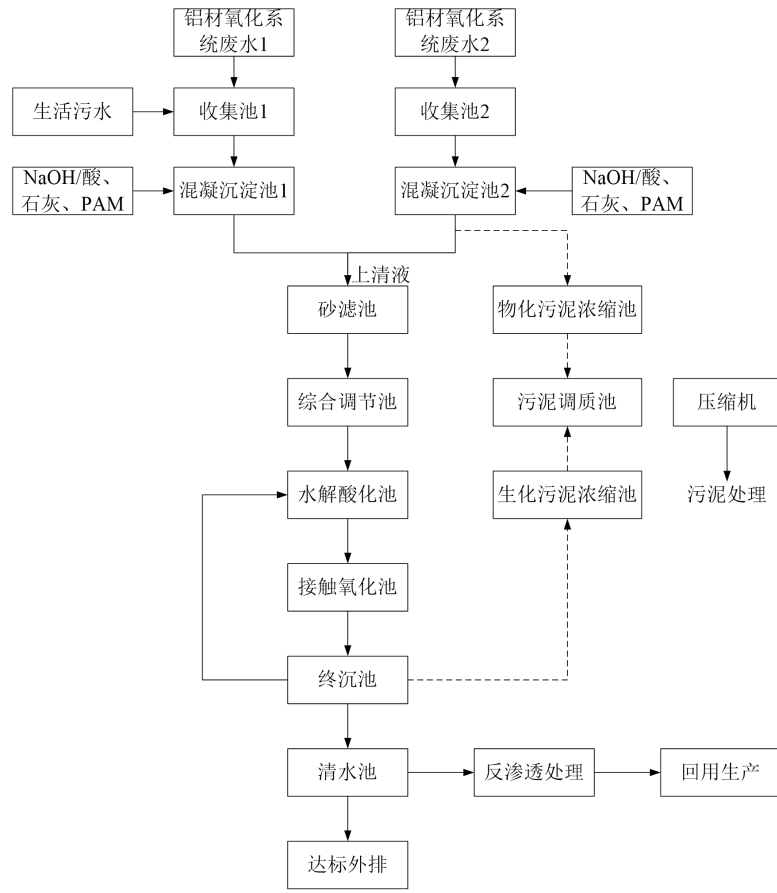 铝材氧化系
统废水1
铝材氧化系
统废水2
生活污水
收集池1
收集池2
NaOH/酸、
石灰、PAM
混凝沉淀池1
混凝沉淀池2
NaOH/酸、
石灰、PAM
上清液
砂滤池
物化污泥浓缩池
综合调节池
污泥调质池
压缩机
水解酸化池
生化污泥浓缩池
污泥处理
接触氧化池
终沉池
清水池
反渗透处理
回用生产
达标外排